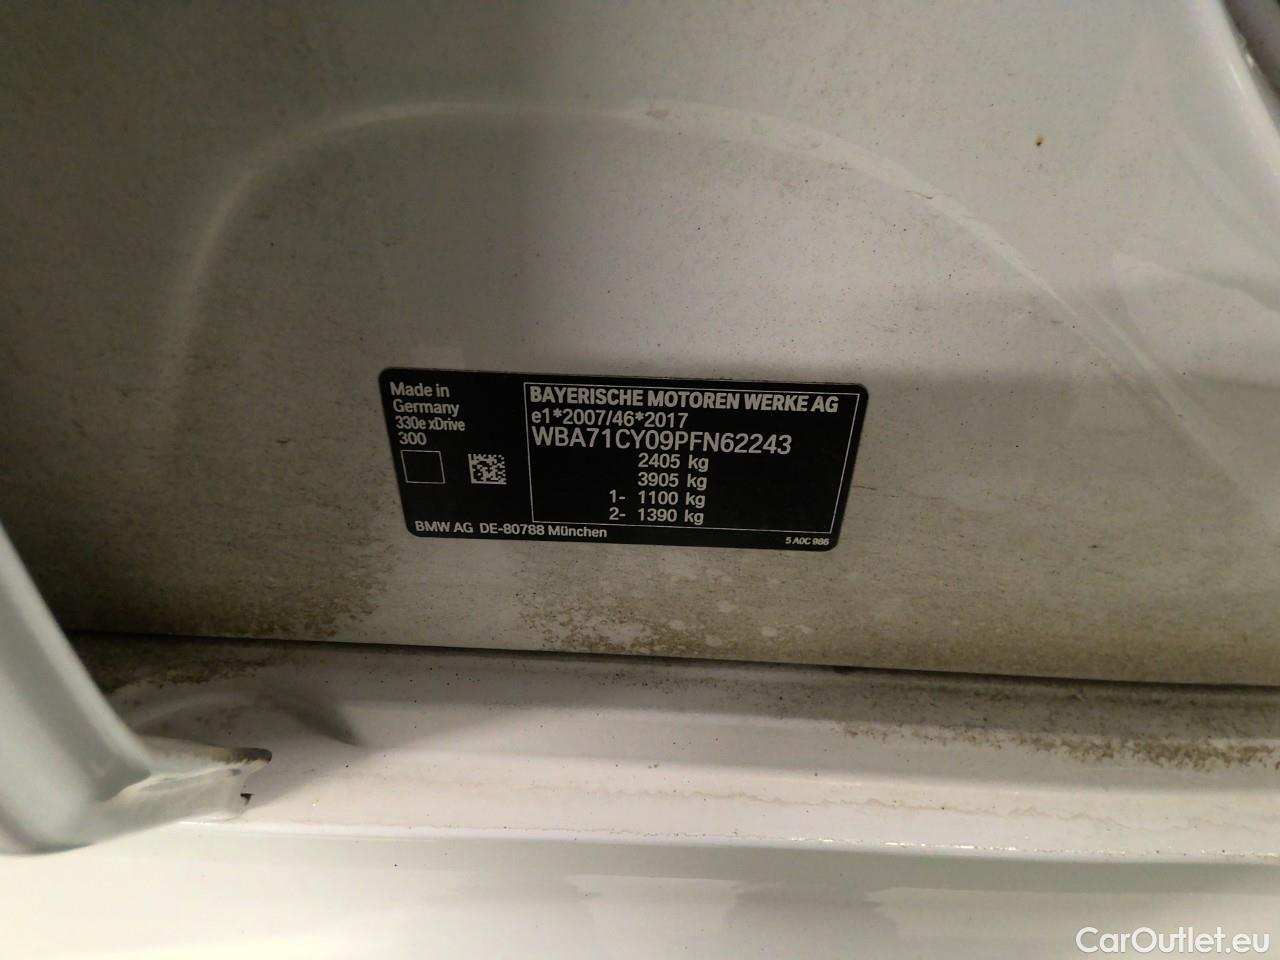 Made in
Germany
330e xDrive
300
BAYERISCHE MOTOREN WERKE AG
e1*2007/46*2017
WBA71CY09PFN62243
2405 kg
3905 kg
1- 1100 kg
2- 1390 kg
BMW AG DE-80788 München
5 A0C 986
CarOutlet.eu